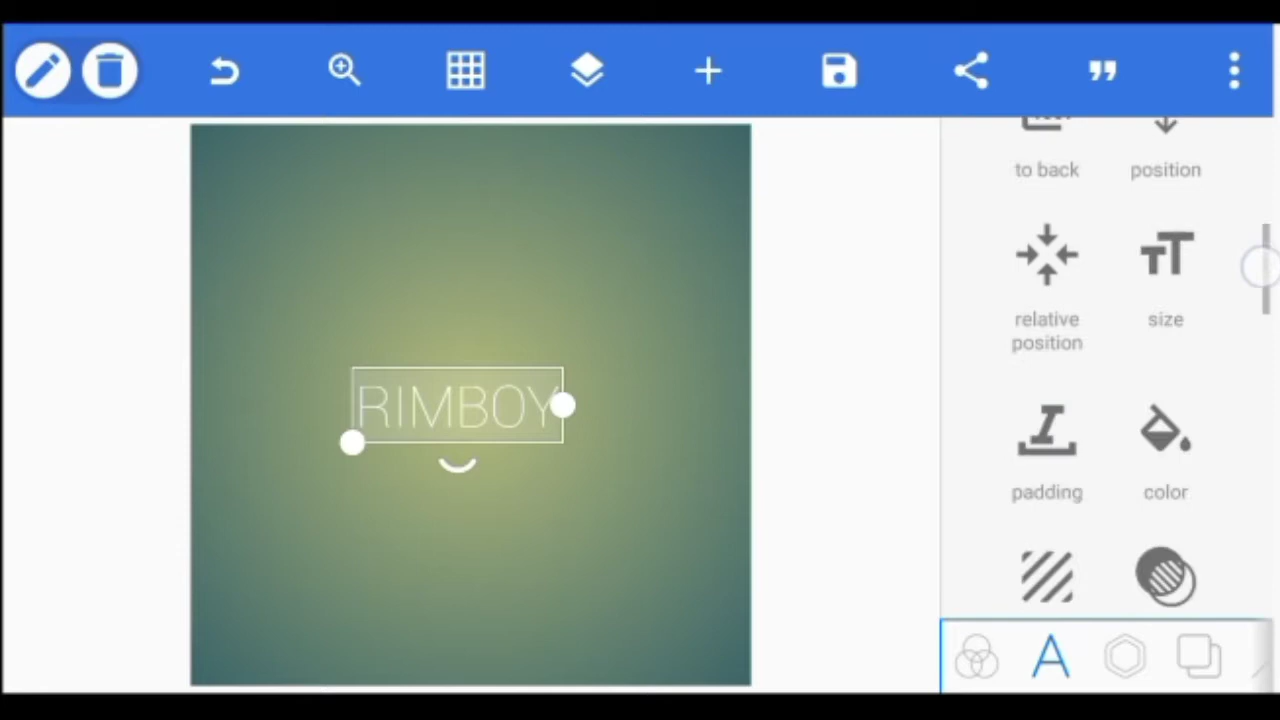 to back
position
RIMBOY
relative
position
size
padding
color